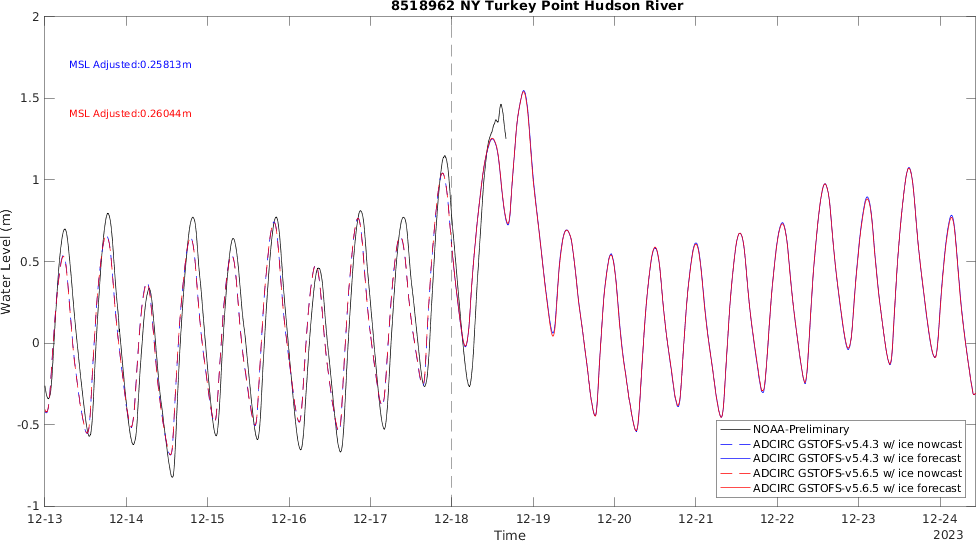 8518962 NY Turkey Point Hudson River
2
MSL Adjusted:0.25813m
1.5
MSL Adjusted:0.26044m
1
0.5
Water Level (m)
0
-0.5
-1
NOAA-Preliminary
ADCIRC GSTOFS-v5.4.3 w/ ice nowcast
ADCIRC GSTOFS-v5.4.3 w/ ice forecast
ADCIRC GSTOFS-v5.6.5 w/ ice nowcast
ADCIRC GSTOFS-v5.6.5 w/ ice forecast
12-13 12-14 12-15 12-16 12-17 12-18 12-19 12-20 12-21 12-22 12-23 12-24
Time 2023